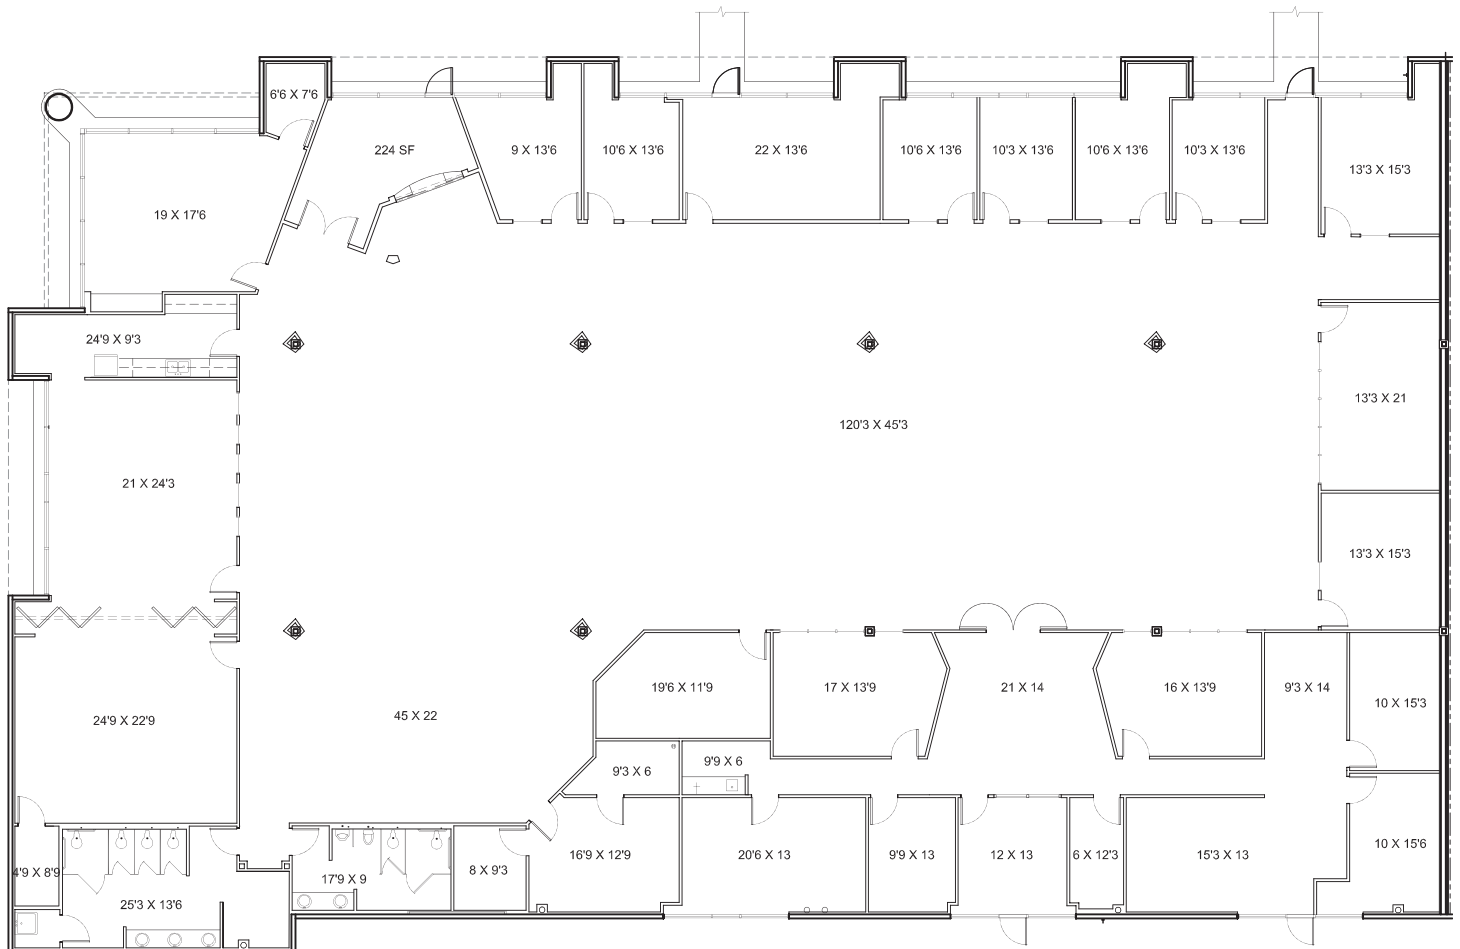 6'6 X 7'6
224 SF
9 X 13'6
10'6 X 13'6
22 X 13'6
10'6 X 13'6
10'3 X 13'6
10'6 X 13'6
10'3 X 13'6
13'3 X 15'3
19 X 17'6
24'9 X 9'3
13'3 X 21
120'3 X 45'3
21 X 24'3
13'3 X 15'3
19'6 X 11'9
17 X 13'9
21 X 14
16 X 13'9
9'3 X 14
10 X 15'3
45 X 22
24'9 X 22'9
9'3 X 6
9'9 X 6
16'9 X 12'9
20'6 X 13
9'9 X 13
12 X 13
6 X 12'3
15'3 X 13
10 X 15'6
4'9 X 8'9
17'9 X 9
8 X 9'3
25'3 X 13'6